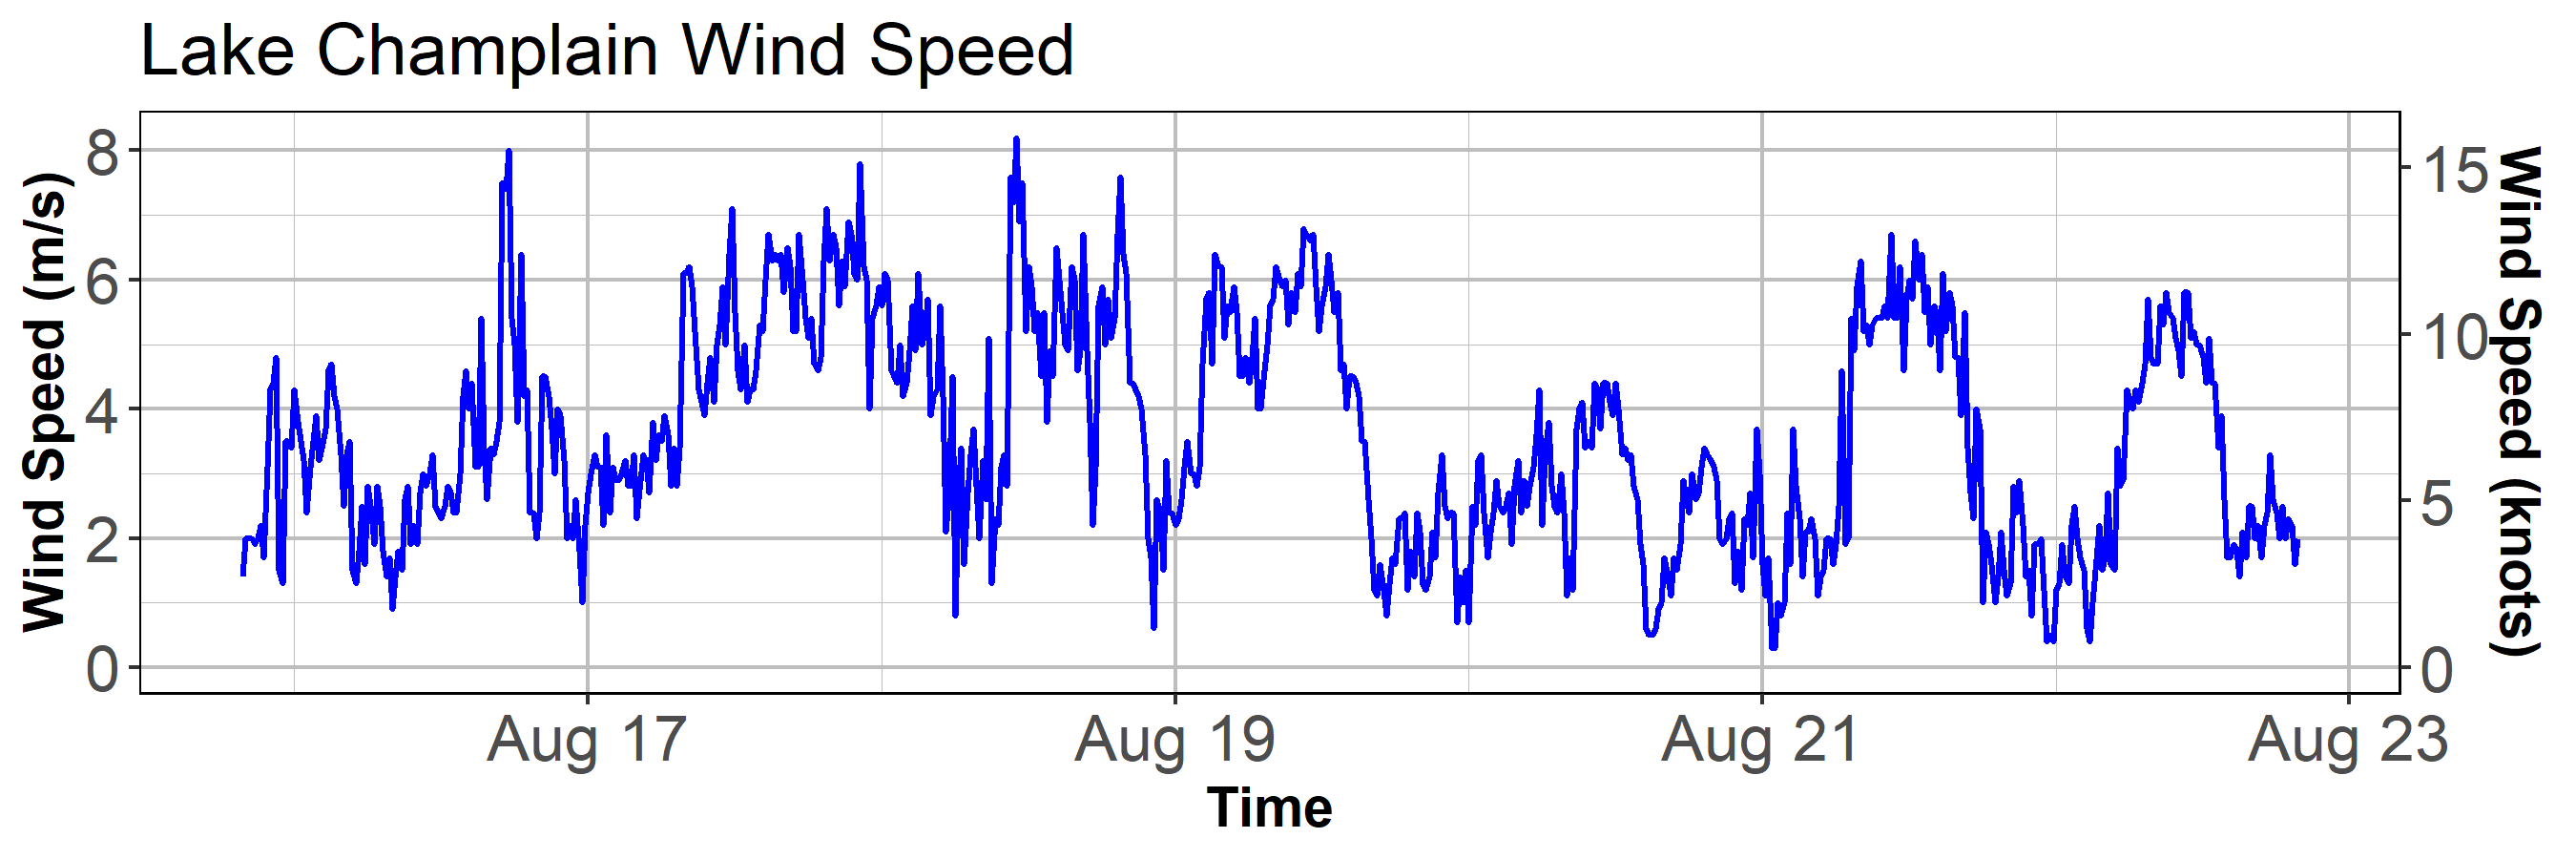 Lake Champlain Wind Speed
Wind Speed (m/s)
8
6
4
2
0
15
10
5
0
Wind Speed (knots)
Aug 17
Aug 19
Aug 21
Aug 23
Time